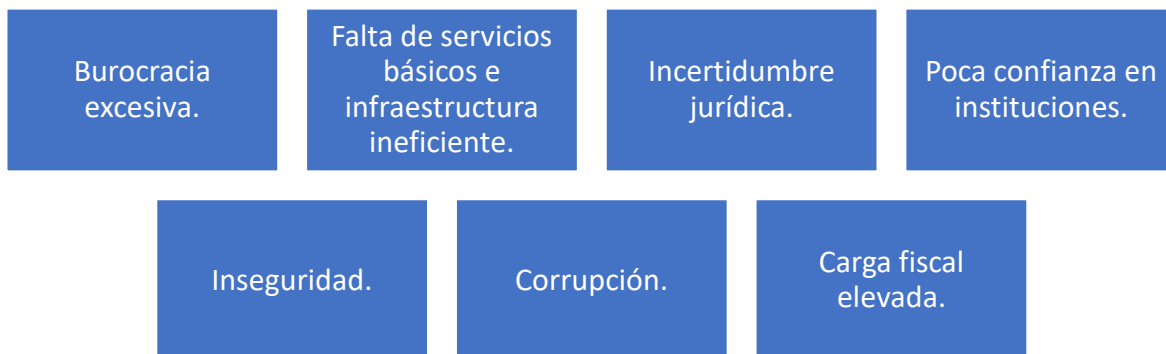 Burocracia
excesiva.
Falta de servicios
básicos e
infraestructura
ineficiente.
Incertidumbre
jurídica.
Poca confianza en
instituciones.
Inseguridad.
Corrupción.
Carga fiscal
elevada.